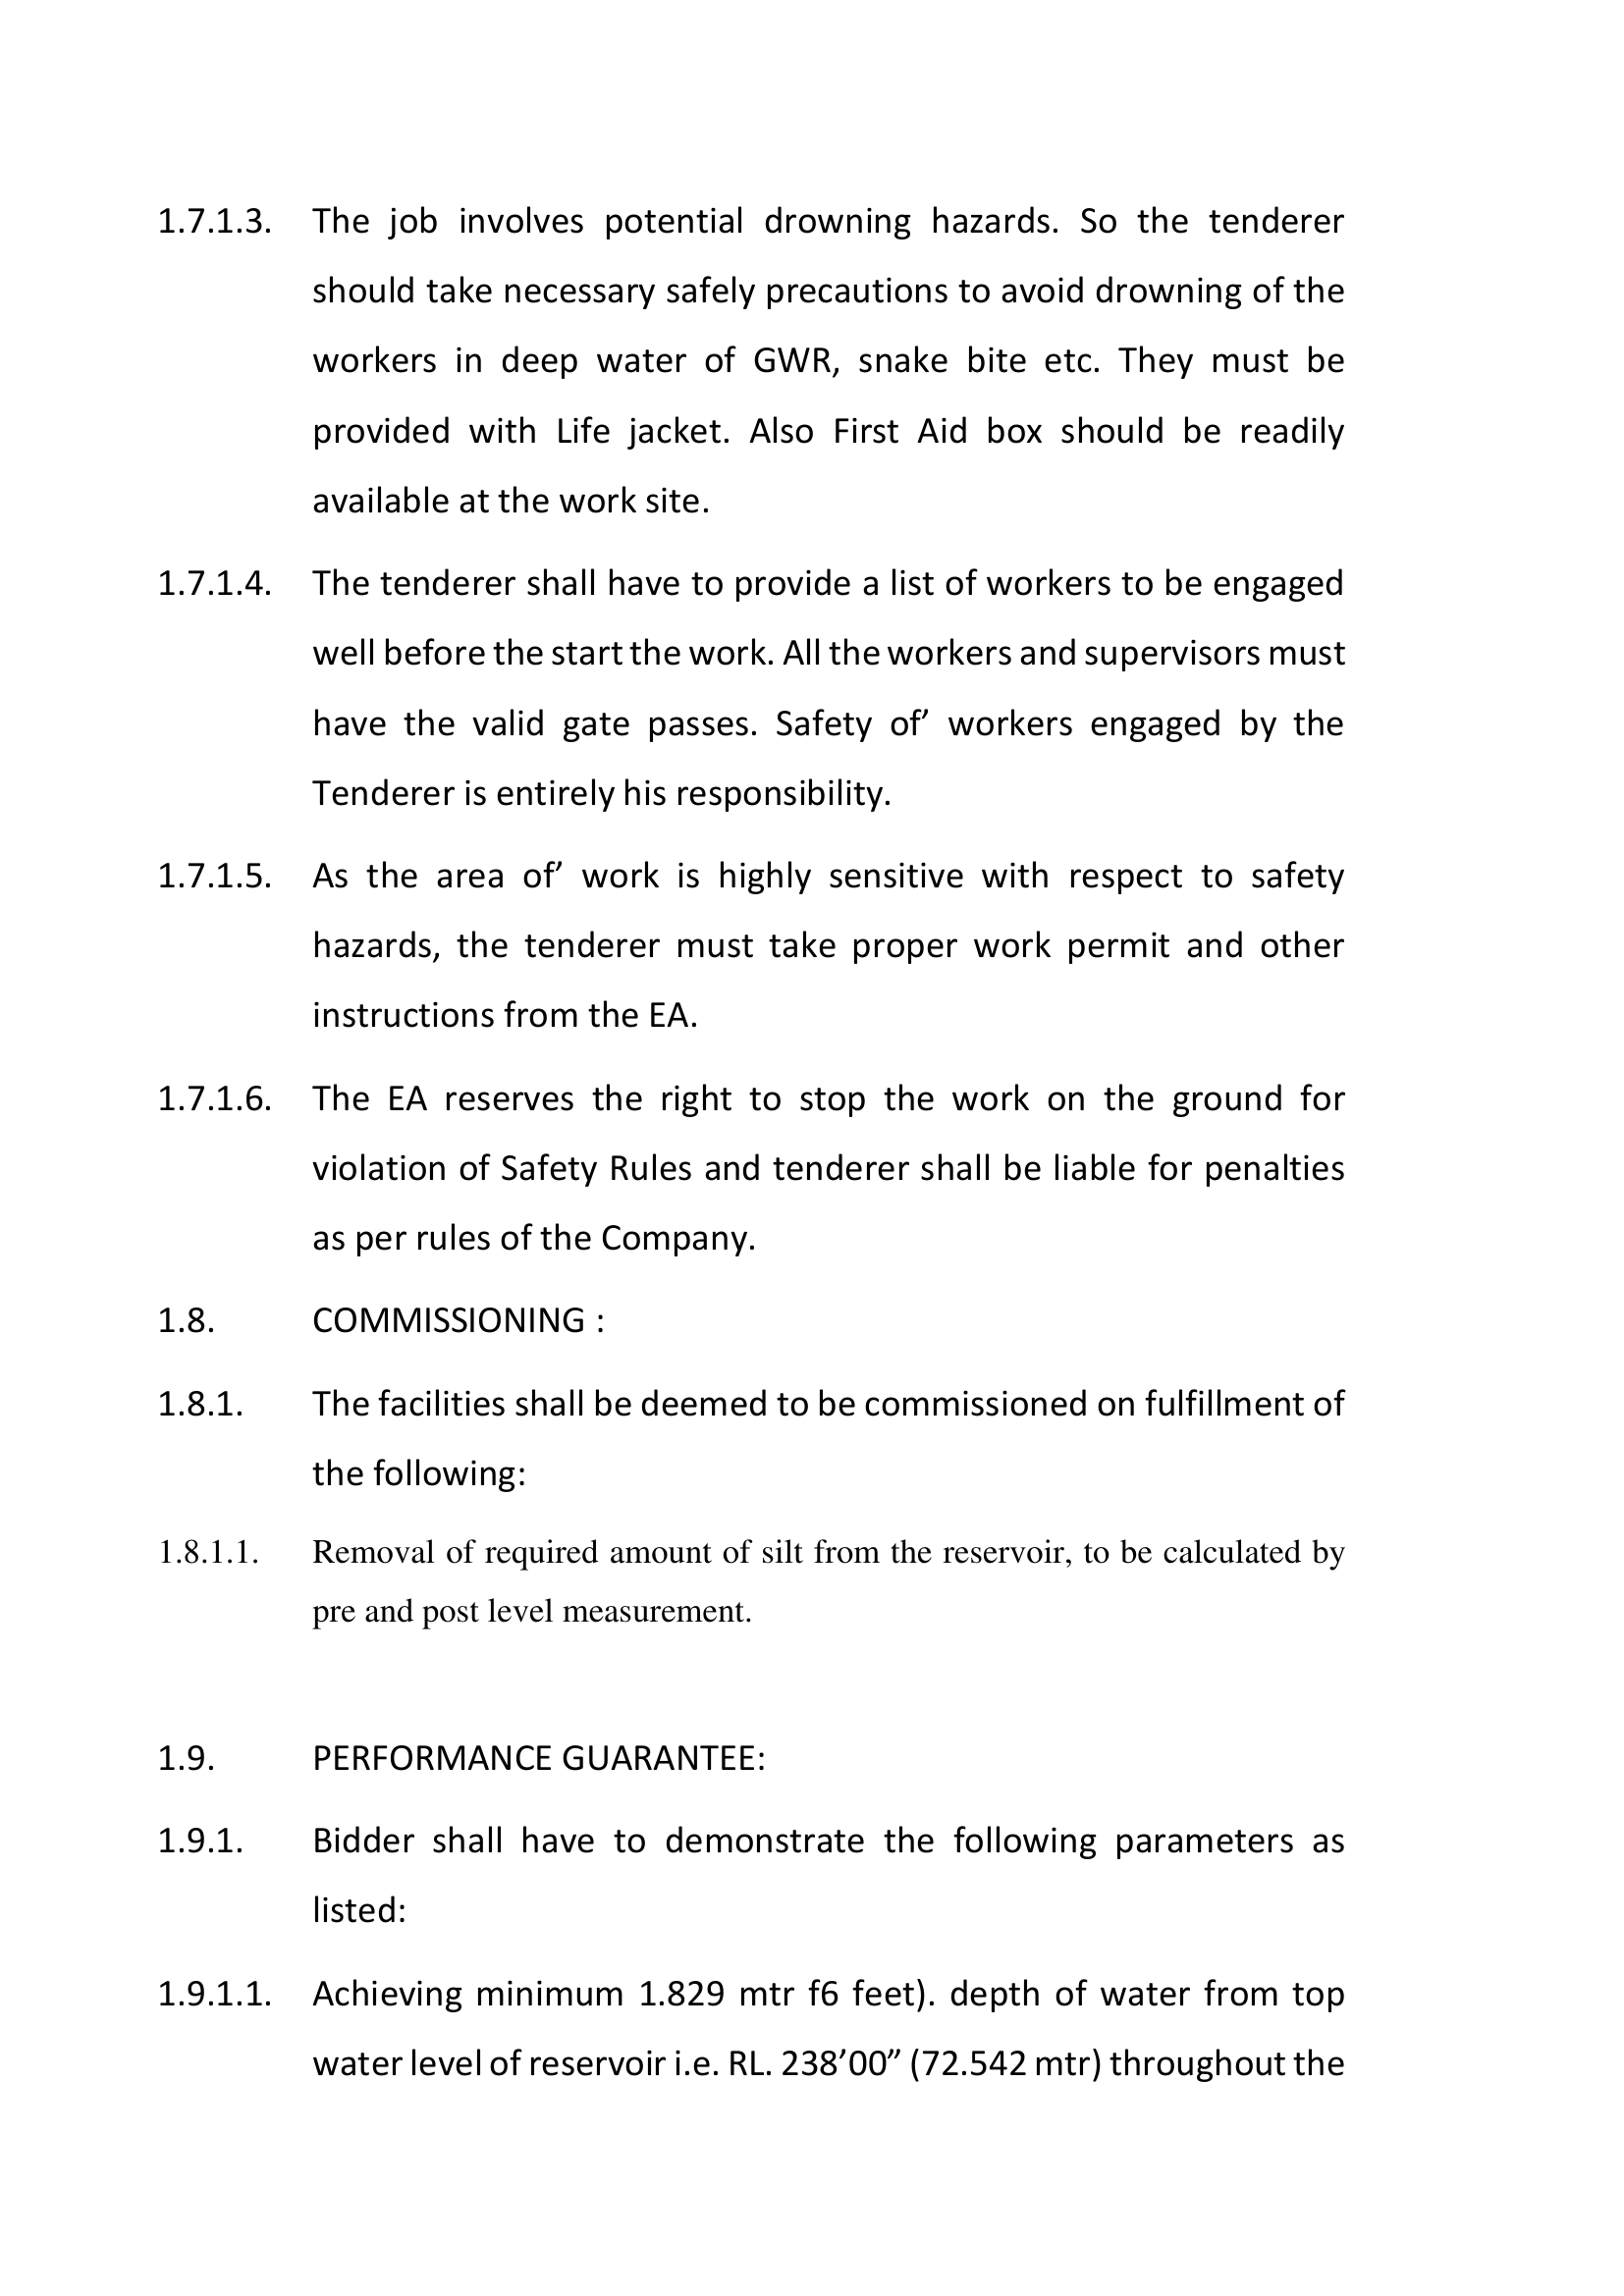 1.7.1.3. The job involves potential drowning hazards. So the tenderer
should take necessary safely precautions to avoid drowning of the
workers in deep water of GWR, snake bite etc. They must be
provided with Life jacket. Also First Aid box should be readily
available at the work site.
1.7.1.4. The tenderer shall have to provide a list of workers to be engaged
well before the start the work. All the workers and supervisors must
have the valid gate passes. Safety of’ workers engaged by the
Tenderer is entirely his responsibility.
1.7.1.5. As the area of’ work is highly sensitive with respect to safety
hazards, the tenderer must take proper work permit and other
instructions from the EA.
1.7.1.6. The EA reserves the right to stop the work on the ground for
violation of Safety Rules and tenderer shall be liable for penalties
as per rules of the Company.
1.8. COMMISSIONING :
1.8.1. The facilities shall be deemed to be commissioned on fulfillment of
the following:
1.8.1.1. Removal of required amount of silt from the reservoir, to be calculated by
pre and post level measurement.
1.9. PERFORMANCE GUARANTEE:
1.9.1. Bidder shall have to demonstrate the following parameters as
listed:
1.9.1.1. Achieving minimum 1.829 mtr f6 feet). depth of water from top
water level of reservoir i.e. RL. 238’00” (72.542 mtr) throughout the